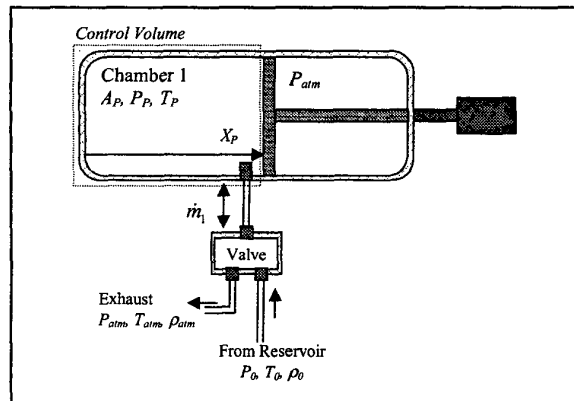 Control Volume
Chamber 1
A_P, P_P, T_P
P_atm
X_P
ṁ_1
Valve
Exhaust
P_atm, T_atm, ρ_atm
From Reservoir
P_0, T_0, ρ_0